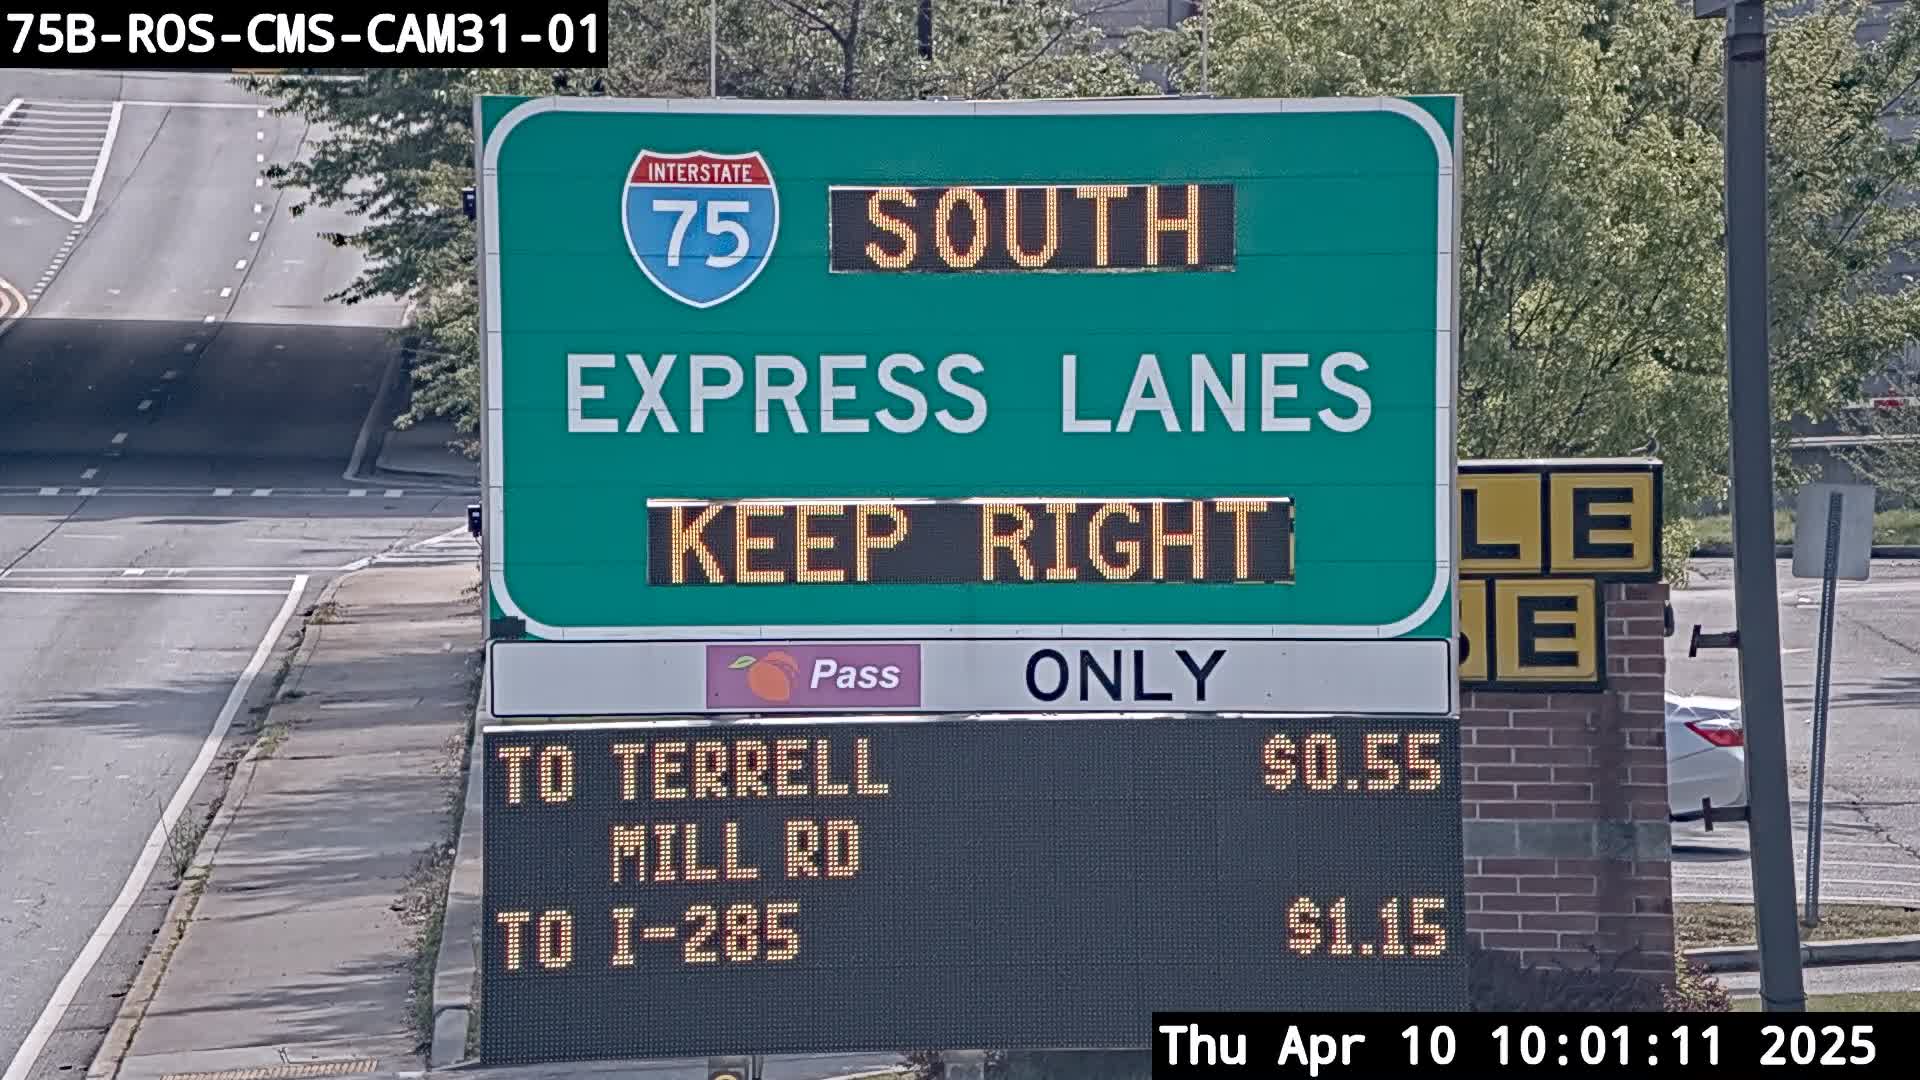 75B-ROS-CMS-CAM31-01
INTERSTATE
75
SOUTH
EXPRESS LANES
KEEP RIGHT
Pass ONLY
TO TERRELL $0.55
MILL RD
TO I-285 $1.15
LE
E
Thu Apr 10 10:01:11 2025